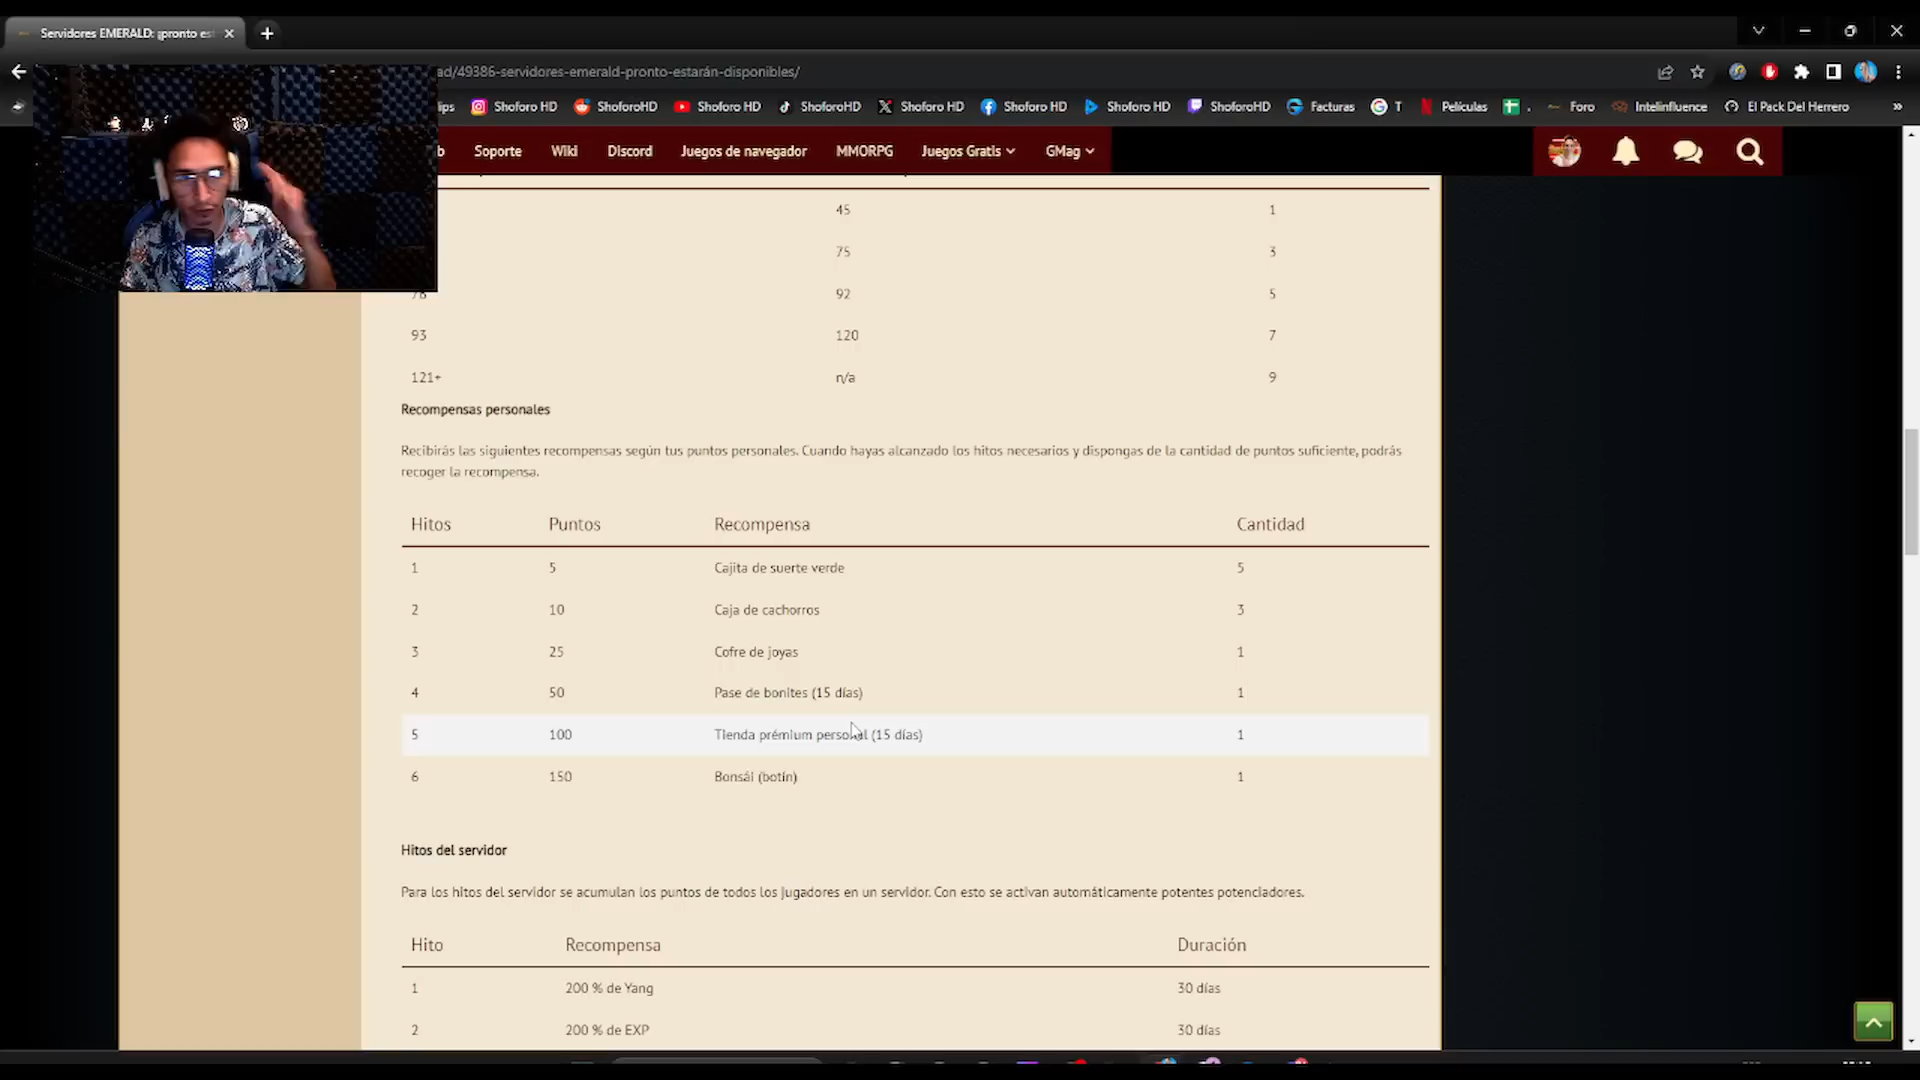 Servidores EMERALD: ¡pronto es
ad/49386-servidores-emerald-pronto-estarán-disponibles/
ips Shoforo HD ShoforoHD Shoforo HD ShoforoHD Shoforo HD Shoforo HD Shoforo HD ShoforoHD Facturas T Películas . Foro Intelinfluence El Pack Del Herrero »
b Soporte Wiki Discord Juegos de navegador MMORPG Juegos Gratis GMag
45 1
75 3
76 92 5
93 120 7
121+ n/a 9
Recompensas personales
Recibirás las siguientes recompensas según tus puntos personales. Cuando hayas alcanzado los hitos necesarios y dispongas de la cantidad de puntos suficiente, podrás
recoger la recompensa.
Hitos Puntos Recompensa Cantidad
1 5 Cajita de suerte verde 5
2 10 Caja de cachorros 3
3 25 Cofre de joyas 1
4 50 Pase de bonites (15 días) 1
5 100 Tienda prémium personal (15 días) 1
6 150 Bonsái (botín) 1
Hitos del servidor
Para los hitos del servidor se acumulan los puntos de todos los jugadores en un servidor. Con esto se activan automáticamente potentes potenciadores.
Hito Recompensa Duración
1 200 % de Yang 30 días
2 200 % de EXP 30 días